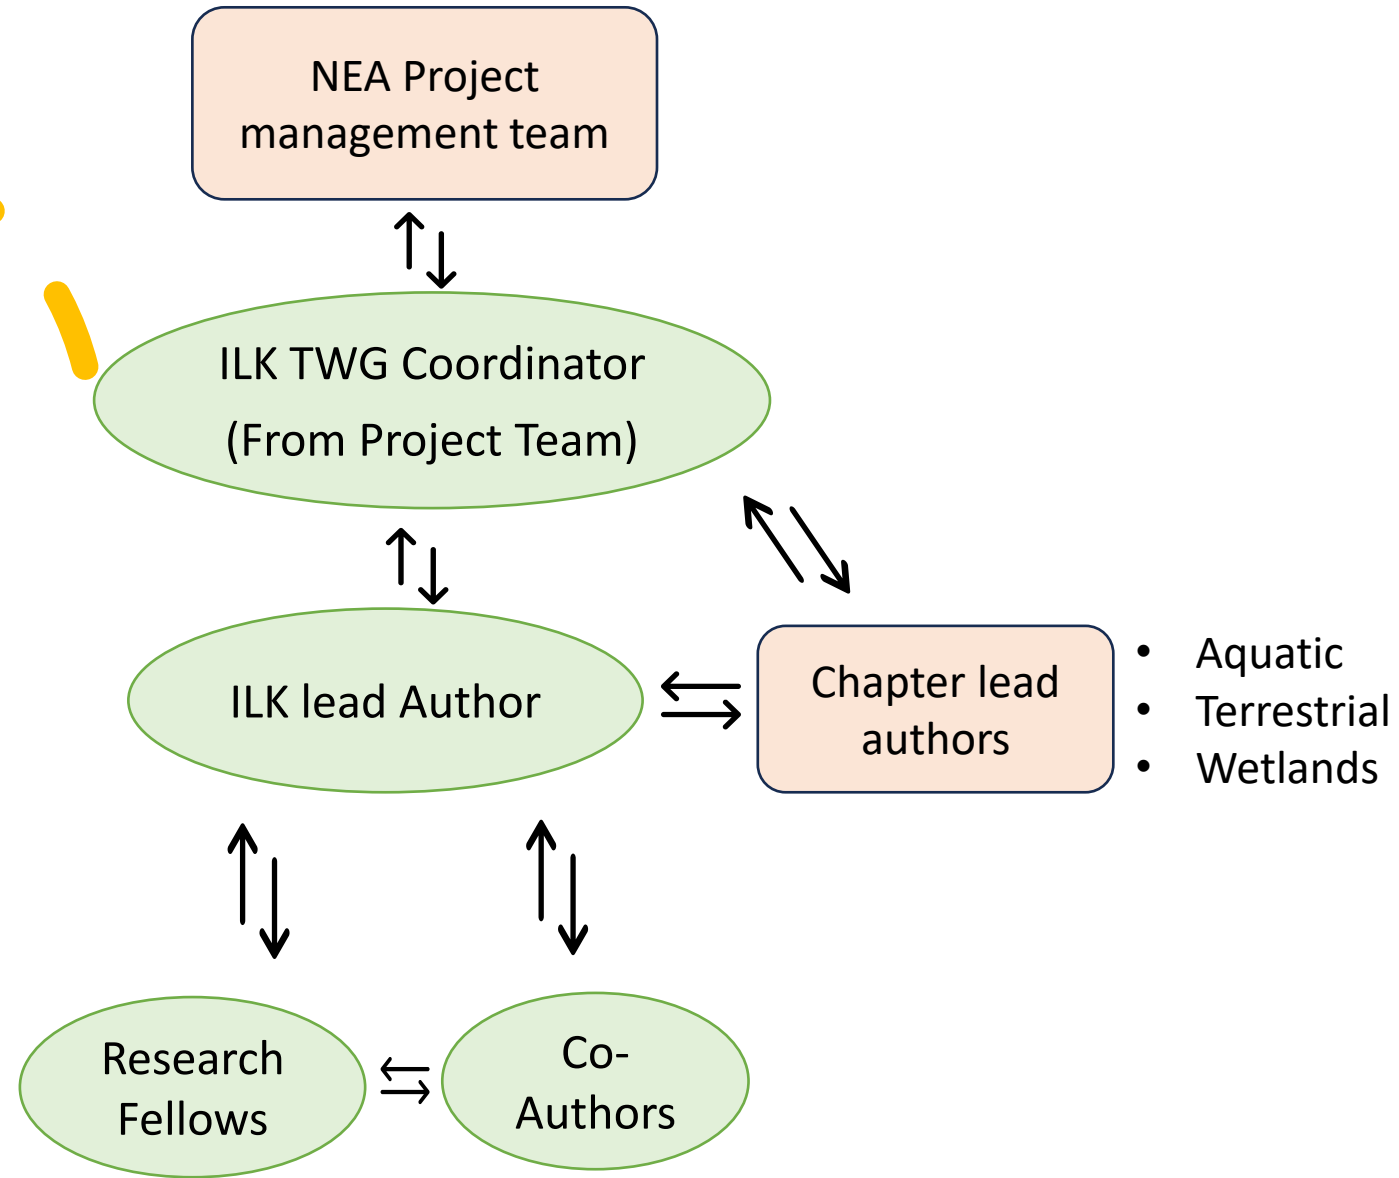 NEA Project
management team
ILK TWG Coordinator
(From Project Team)
ILK lead Author
Chapter lead
authors
• Aquatic
• Terrestrial
• Wetlands
Research
Fellows
Co-
Authors